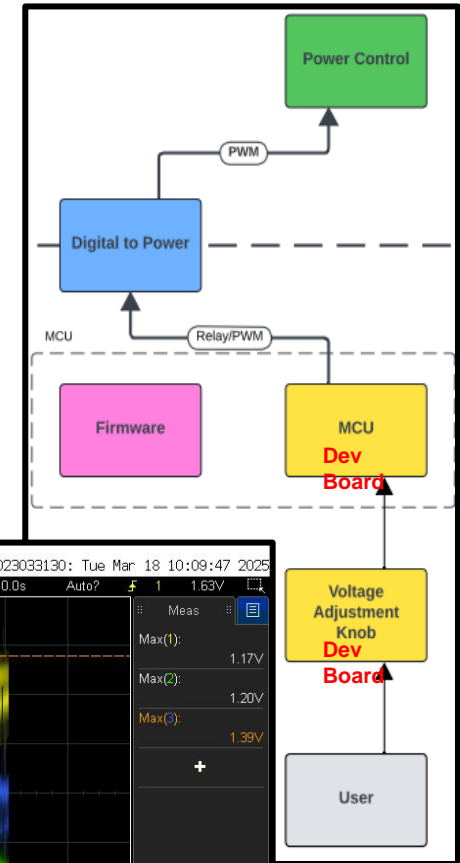 Power Control
PWM
Digital to Power
MCU
Relay/PWM
Firmware
MCU
Dev
Board
023033130: Tue Mar 18 10:09:47 2025
0.0s Auto? 1 1.63V
Meas
Max(1):
1.17V
Max(2):
1.20V
Max(3):
1.39V
+
Voltage
Adjustment
Knob
Dev
Board
User